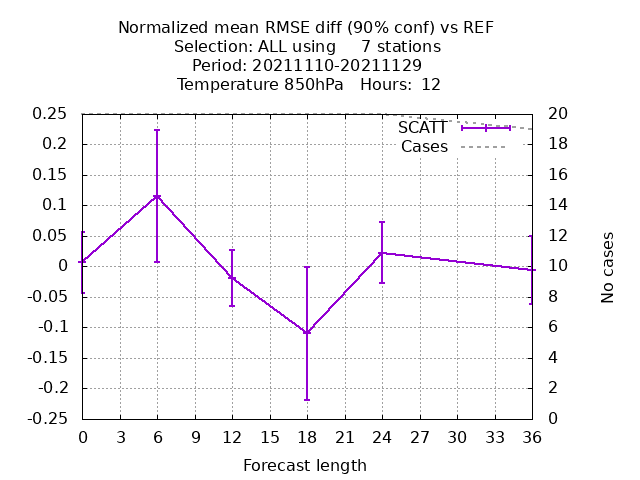 Normalized mean RMSE diff (90% conf) vs REF
Selection: ALL using     7 stations
Period: 20211110-20211129
Temperature 850hPa   Hours:  12
SCATT
Cases
0.25
0.2
0.15
0.1
0.05
0
-0.05
-0.1
-0.15
-0.2
-0.25
20
18
16
14
12
10
8
6
4
2
0
No cases
0 3 6 9 12 15 18 21 24 27 30 33 36
Forecast length